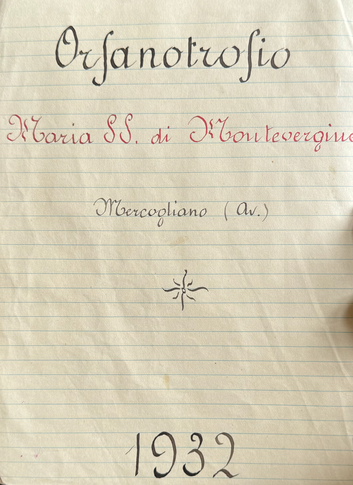 Orfanotrofio
Maria SS. di Montevergine
Mercogliano (Av.)
1932